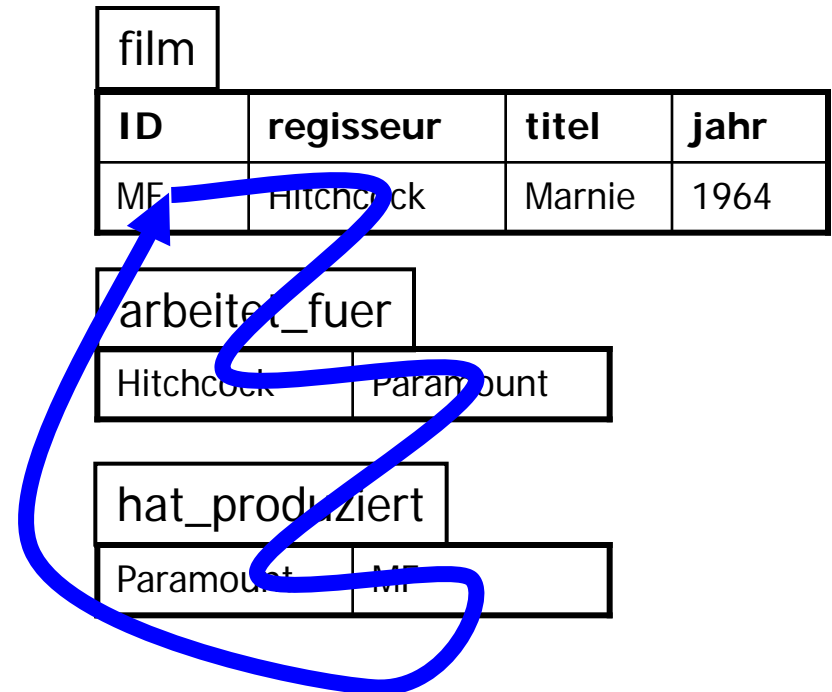 film
ID regisseur titel jahr
MF Hitchcock Marnie 1964
arbeitet_fuer
Hitchcock Paramount
hat_produziert
Paramount MF